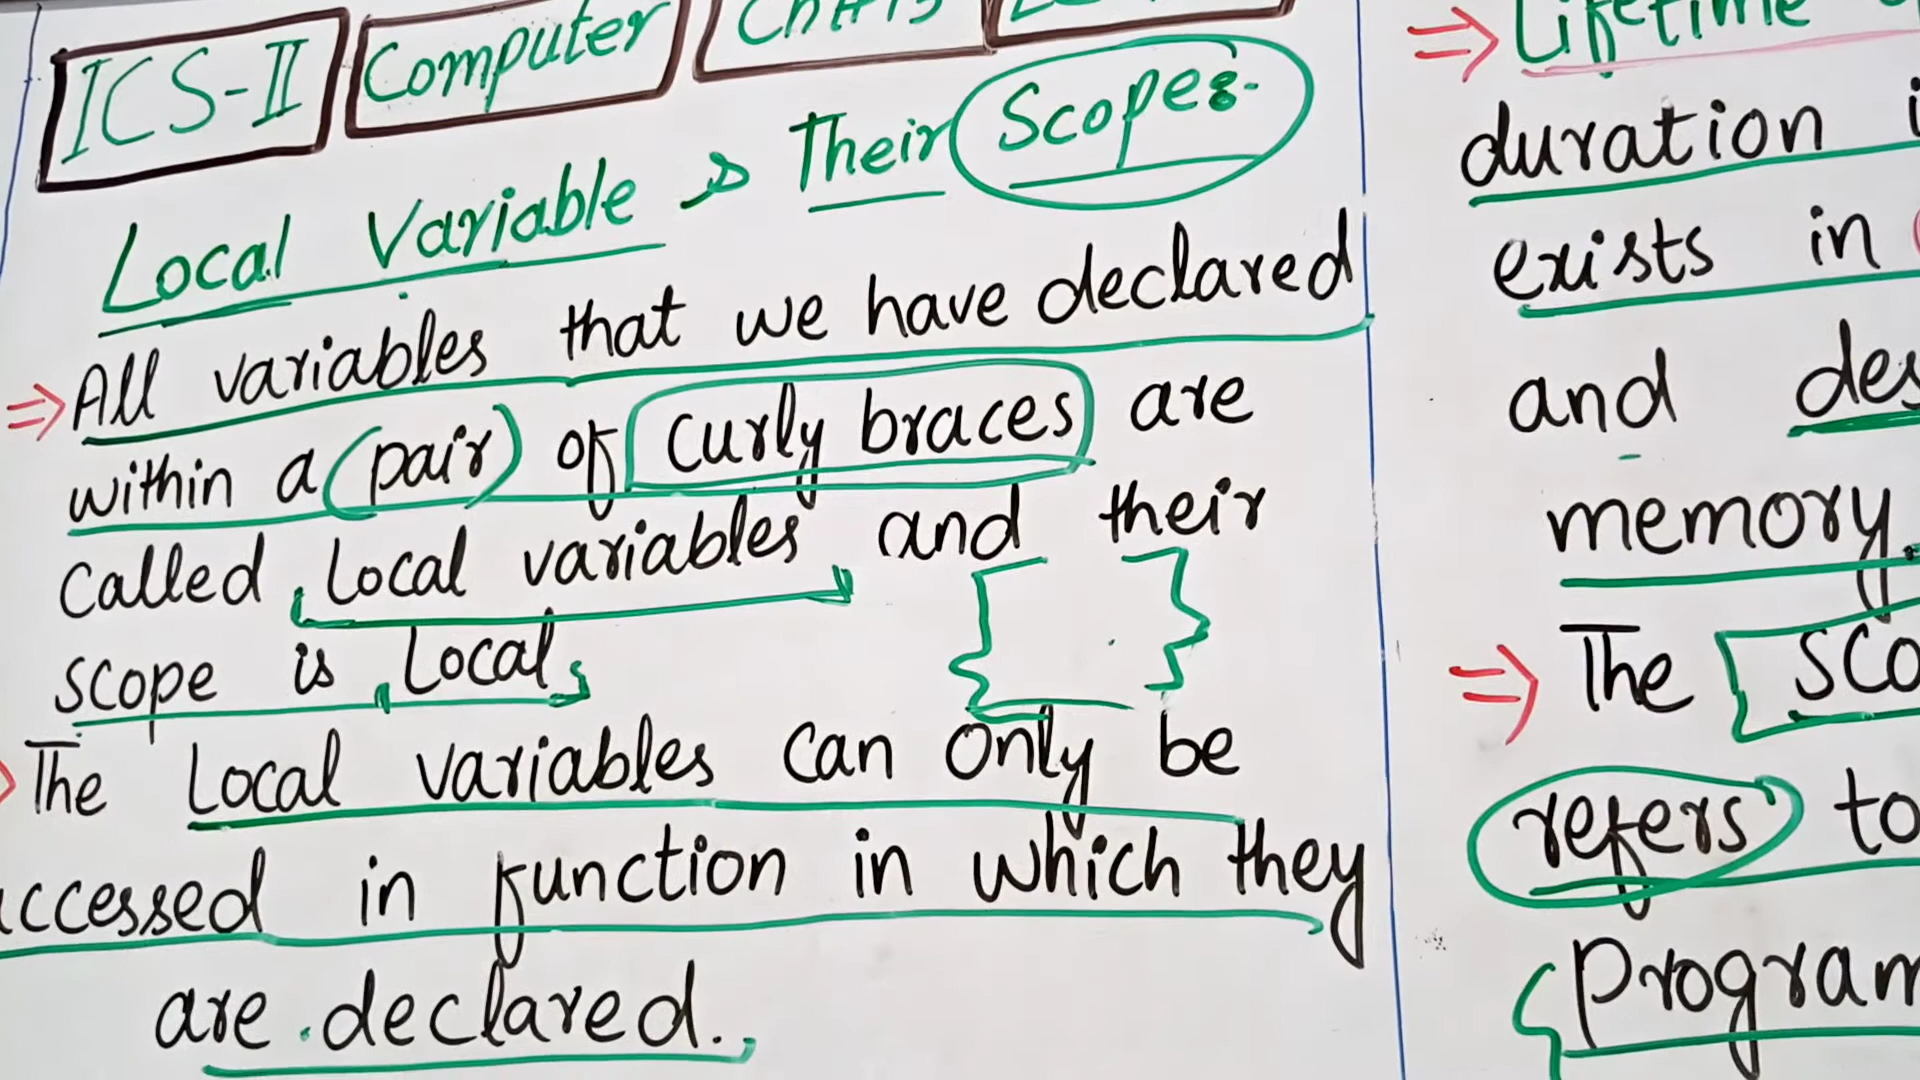 ICS-II Computer
Local Variable & Their Scopes.
⇒ All variables that we have declared
within a (pair) of Curly braces are
Called Local variables and their
{ }
scope is Local
The Local variables can only be
accessed in function in which they
are declared.
⇒ Lifetime
duration
exists in
and
memory.
⇒ The
refers to
Program